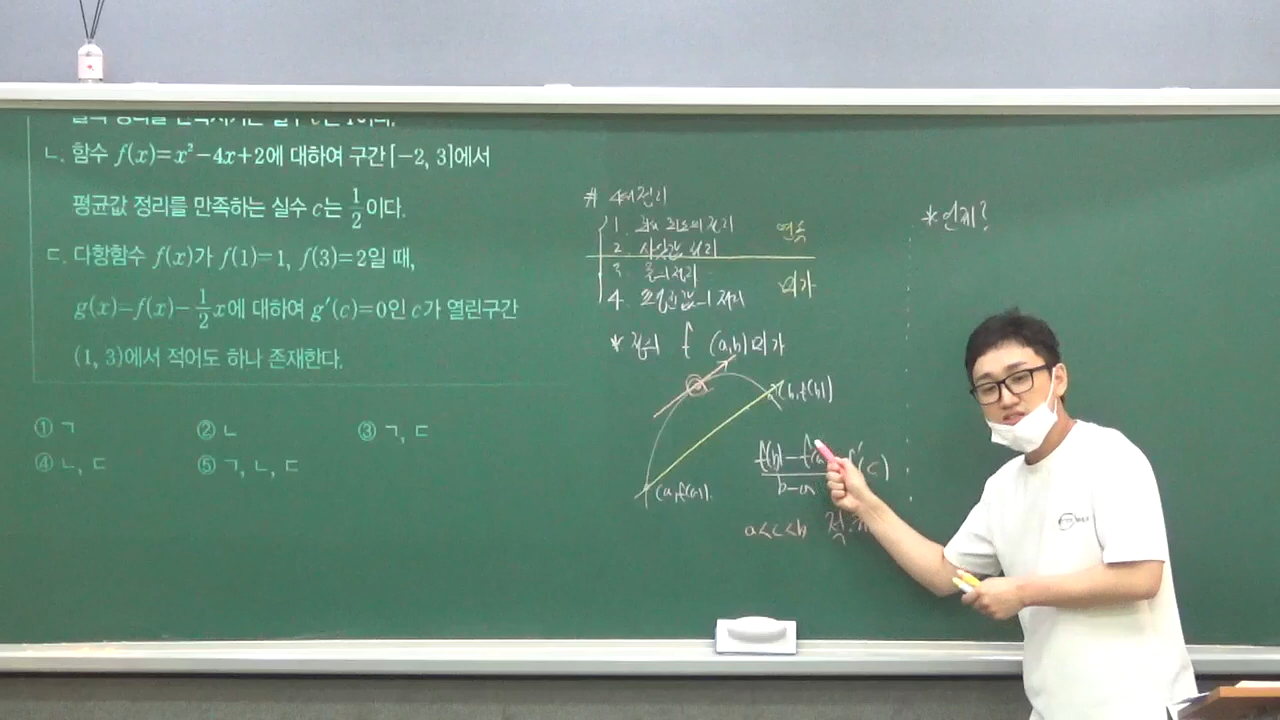 ㄴ. 함수 f(x)=x²-4x+2에 대하여 구간 [-2, 3]에서
평균값 정리를 만족하는 실수 c는 1/2이다.
ㄷ. 다항함수 f(x)가 f(1)=1, f(3)=2일 때,
g(x)=f(x)-1/2x에 대하여 g′(c)=0인 c가 열린구간
(1, 3)에서 적어도 하나 존재한다.
① ㄱ ② ㄴ ③ ㄱ, ㄷ
④ ㄴ, ㄷ ⑤ ㄱ, ㄴ, ㄷ
# 4대 정리
1. 최대 최소의 정리 연속
2. 사잇값 정리
3. 롤의 정리 미가
4. 평균값의 정리
* 정의 f (a,b) 미가
(b, f(b))
(a, f(a))
f(b)-f(a)
b-a
(c)
a<c<b
* 언제?